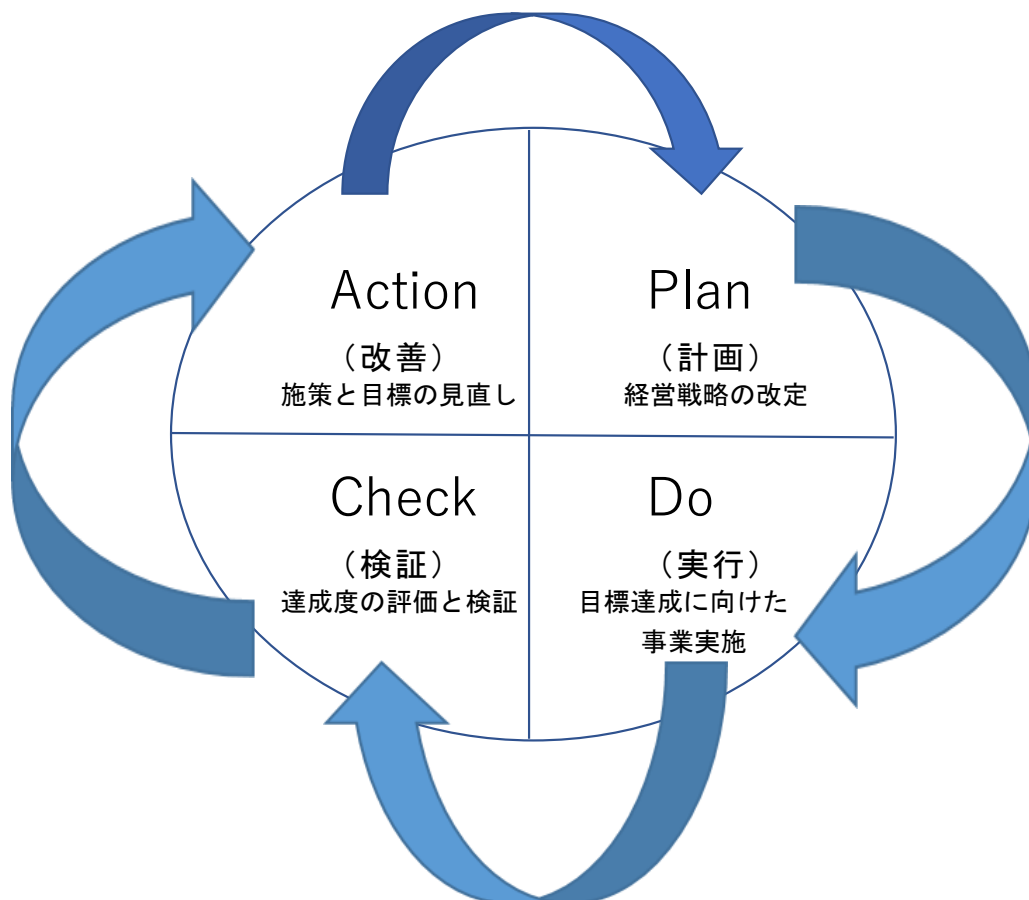 Action
（改善）
施策と目標の見直し
Plan
（計画）
経営戦略の改定
Check
（検証）
達成度の評価と検証
Do
（実行）
目標達成に向けた
事業実施